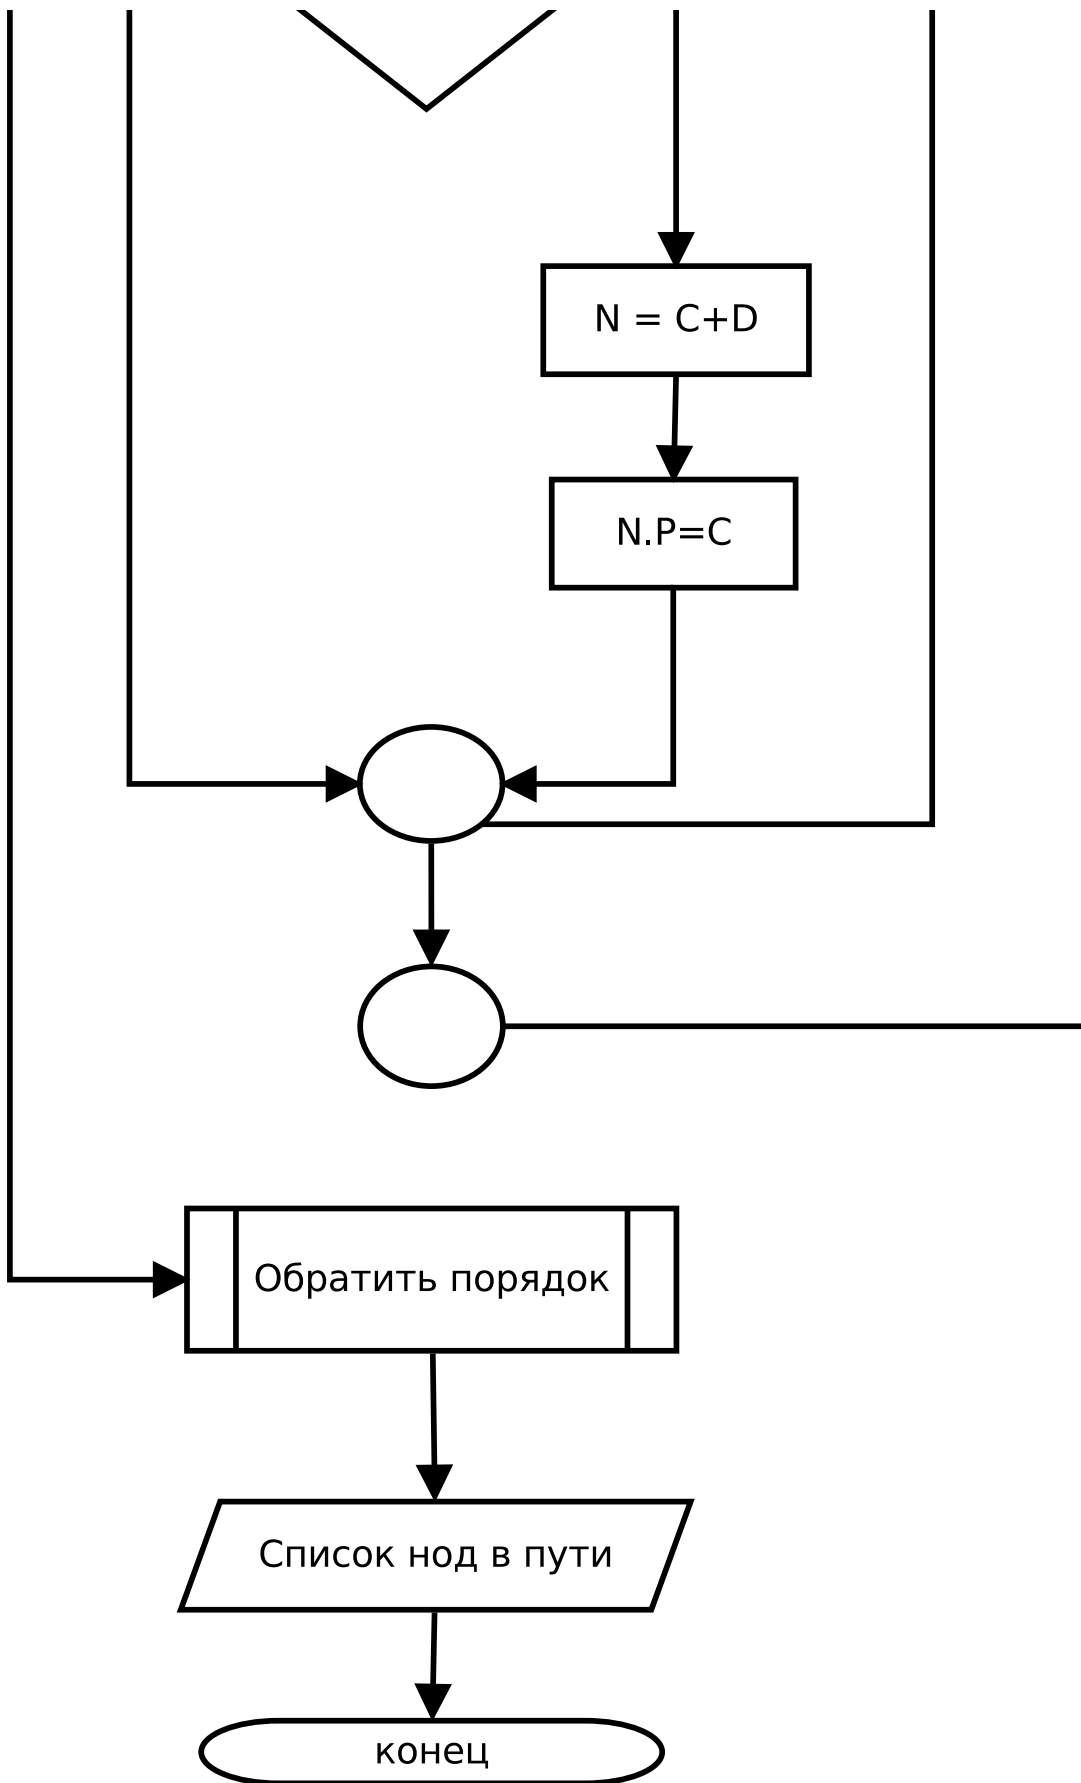 N = C+D
N.P=C
Обратить порядок
Список нод в пути
конец